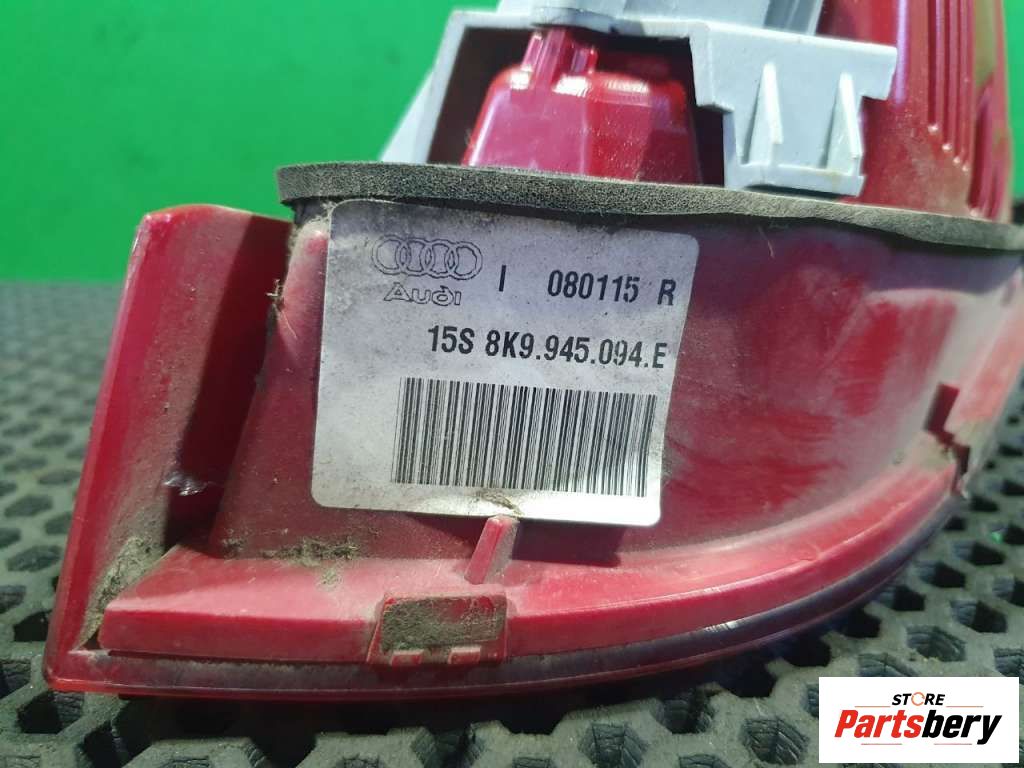 Audi I 080115 R
15S 8K9.945.094.E
STORE
Partsbery